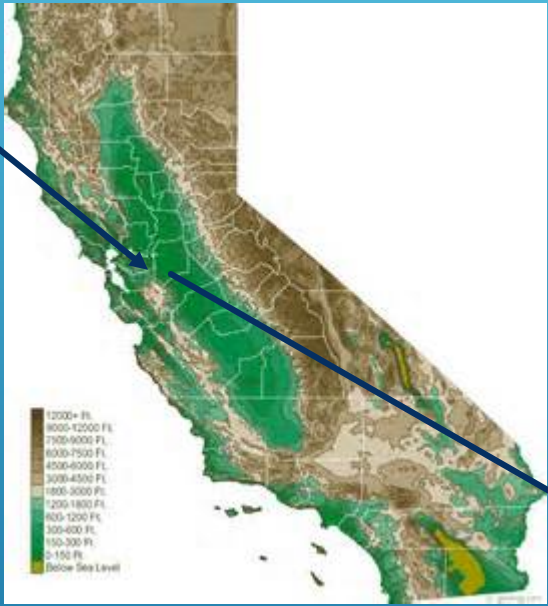 12000+ Ft.
9000-12000 Ft.
7500-9000 Ft.
6000-7500 Ft.
4500-6000 Ft.
3000-4500 Ft.
1800-3000 Ft.
1200-1800 Ft.
600-1200 Ft.
300-600 Ft.
150-300 Ft.
0-150 Ft.
Below Sea Level